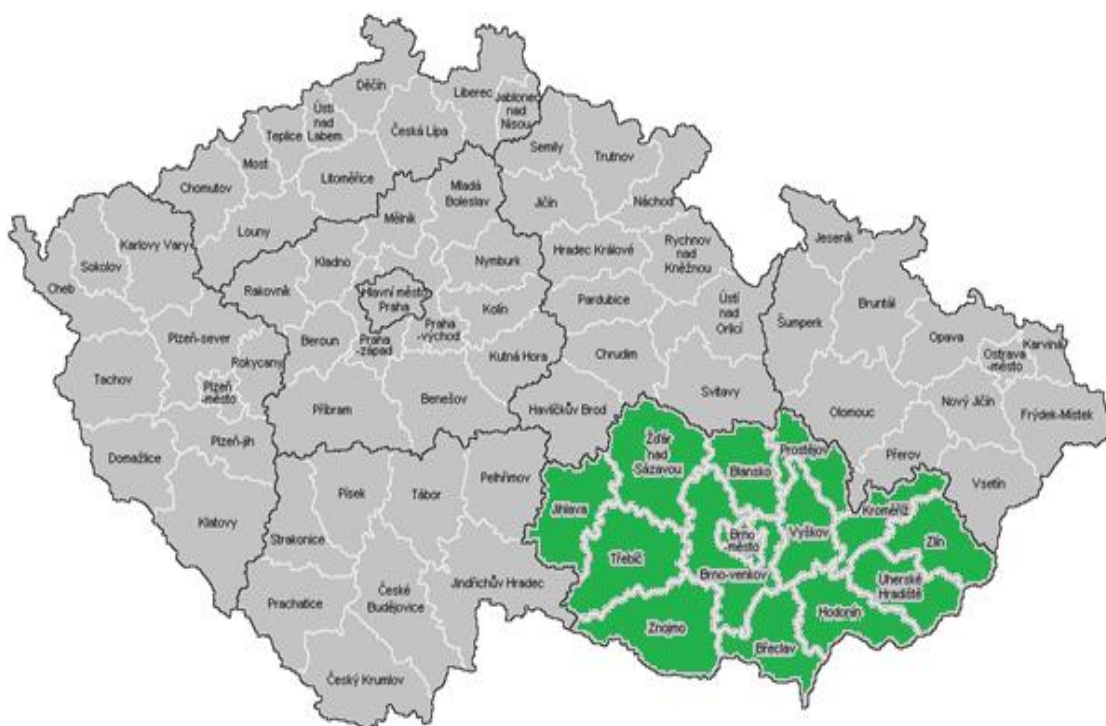 Děčín
Liberec
Jablonec
nad
Nisou
Ústí
nad
Labem
Teplice
Česká Lípa
Most
Semily
Trutnov
Chomutov
Litoměřice
Mladá
Boleslav
Jičín
Náchod
Mělník
Louny
Karlovy Vary
Sokolov
Cheb
Kladno
Rakovník
Nymburk
Hradec Králové
Rychnov
nad
Kněžnou
Jeseník
Hlavní město
Praha
Kolín
Pardubice
Ústí
nad
Orlicí
Šumperk
Bruntál
Plzeň-sever
Beroun
Praha
-západ
Praha
-východ
Opava
Karviná
Ostrava
-město
Rokycany
Kutná Hora
Chrudim
Tachov
Plzeň
-město
Svitavy
Benešov
Příbram
Havlíčkův Brod
Olomouc
Nový Jičín
Frýdek-Místek
Plzeň-jih
Domažlice
Žďár
nad
Sázavou
Prostějov
Přerov
Pelhřimov
Blansko
Vsetín
Písek
Tábor
Jihlava
Kroměříž
Klatovy
Brno
-město
Vyškov
Zlín
Strakonice
Třebíč
Brno-venkov
Uherské
Hradiště
Jindřichův Hradec
České
Budějovice
Prachatice
Hodonín
Znojmo
Břeclav
Český Krumlov